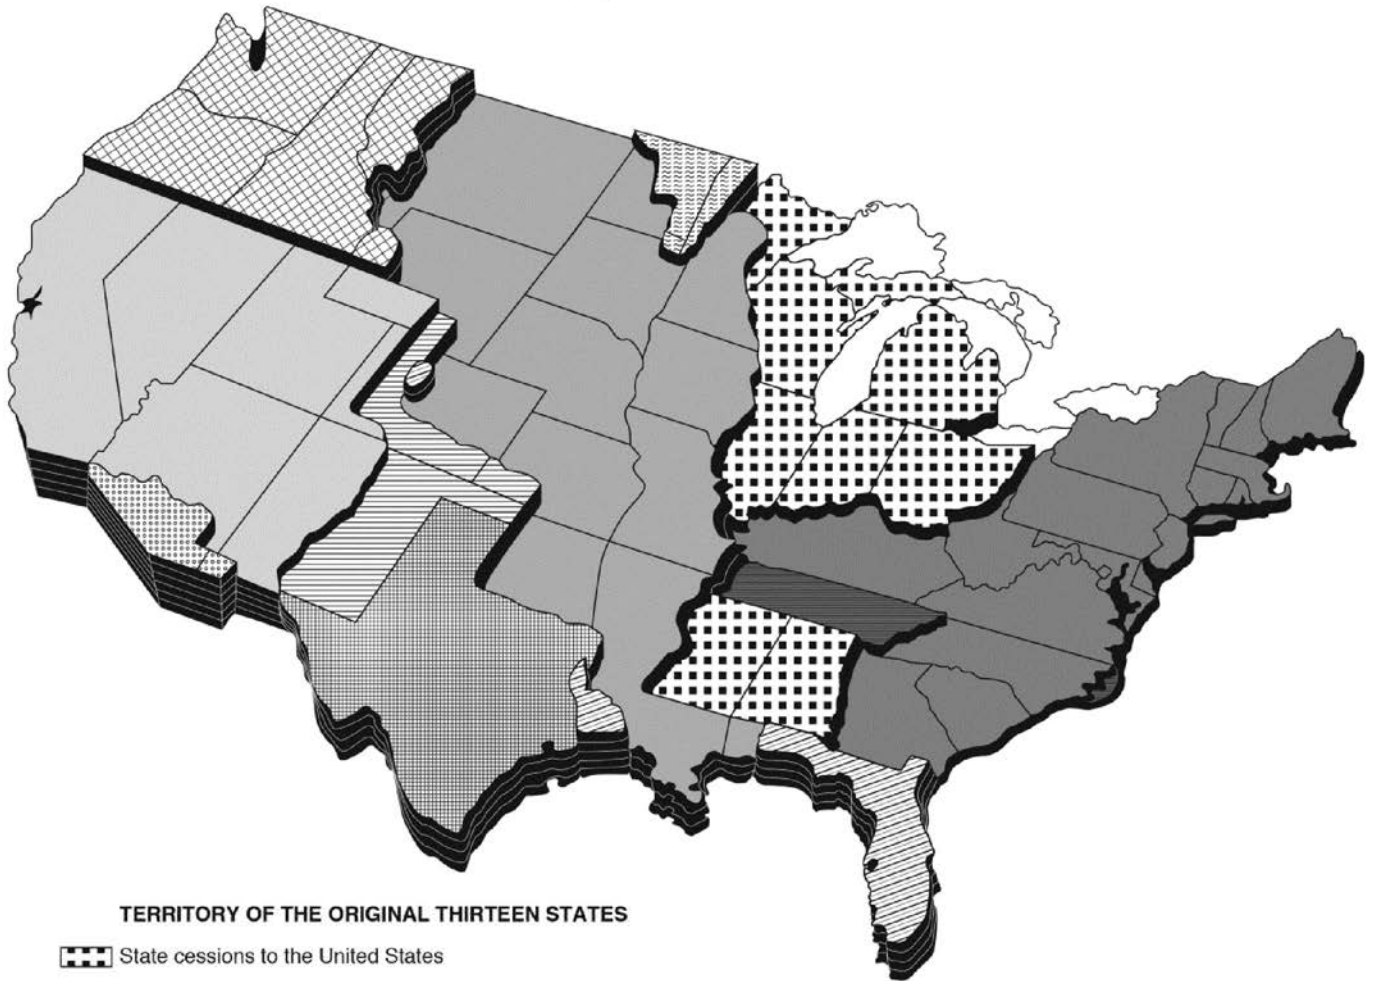 TERRITORY OF THE ORIGINAL THIRTEEN STATES
State cessions to the United States